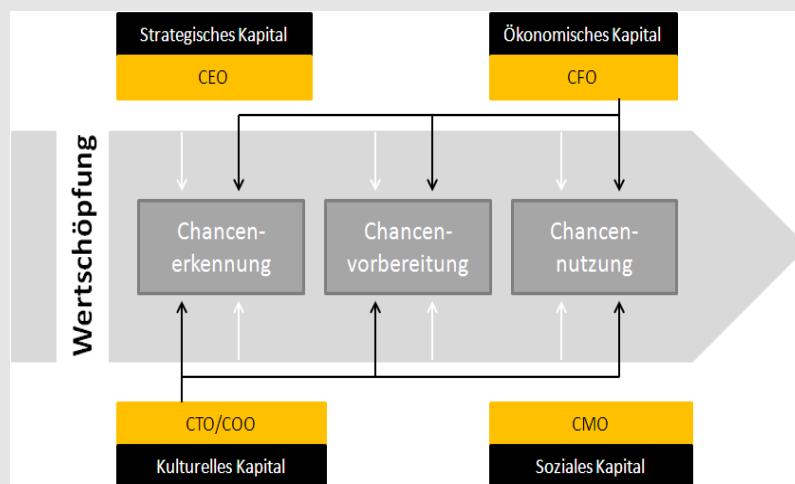 Strategisches Kapital
CEO
Ökonomisches Kapital
CFO
Wertschöpfung
Chancen-
erkennung
Chancen-
vorbereitung
Chancen-
nutzung
CTO/COO
Kulturelles Kapital
CMO
Soziales Kapital